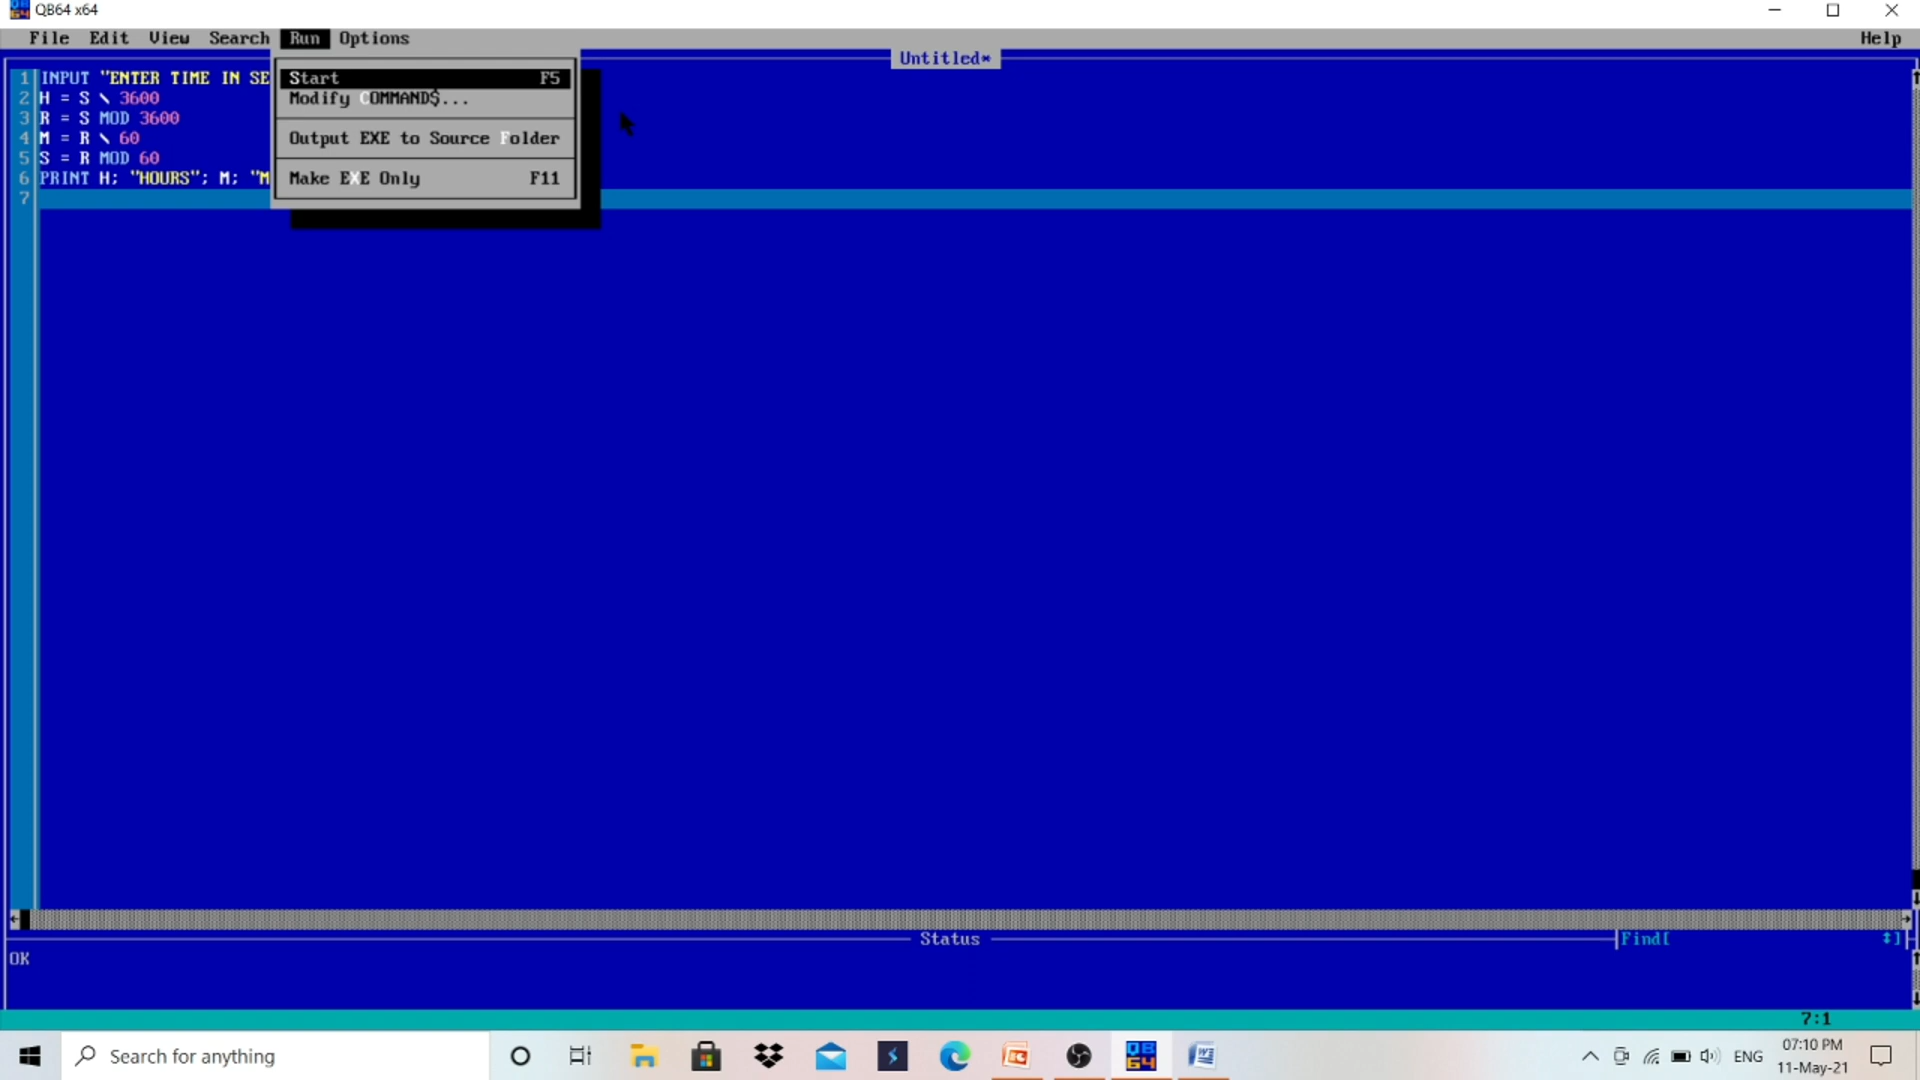 QB64 x64
File Edit View Search Run Options Help
Untitled*
1 INPUT "ENTER TIME IN SE
2 H = S \ 3600
3 R = S MOD 3600
4 M = R \ 60
5 S = R MOD 60
6 PRINT H; "HOURS"; M; "M
7
Start F5
Modify COMMAND$...
Output EXE to Source Folder
Make EXE Only F11
Status
Find[
OK
7:1
Search for anything
ENG
07:10 PM
11-May-21